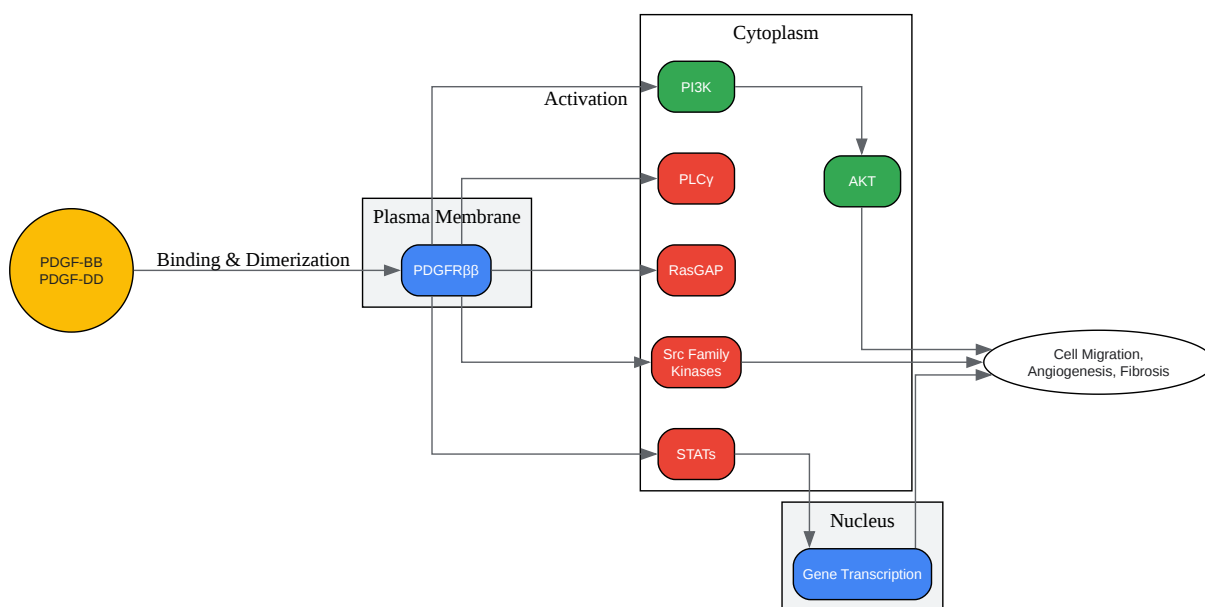 Cytoplasm
PI3K
Activation
PLCγ
AKT
Plasma Membrane
PDGF-BB
PDGF-DD
Binding & Dimerization
PDGFRββ
RasGAP
Src Family
Kinases
Cell Migration,
Angiogenesis, Fibrosis
STATs
Nucleus
Gene Transcription